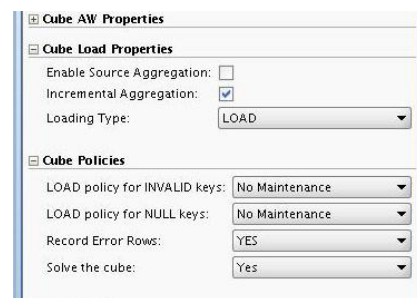 Cube AW Properties
Cube Load Properties
Enable Source Aggregation:
Incremental Aggregation:
Loading Type: LOAD
Cube Policies
LOAD policy for INVALID keys: No Maintenance
LOAD policy for NULL keys: No Maintenance
Record Error Rows: YES
Solve the cube: Yes